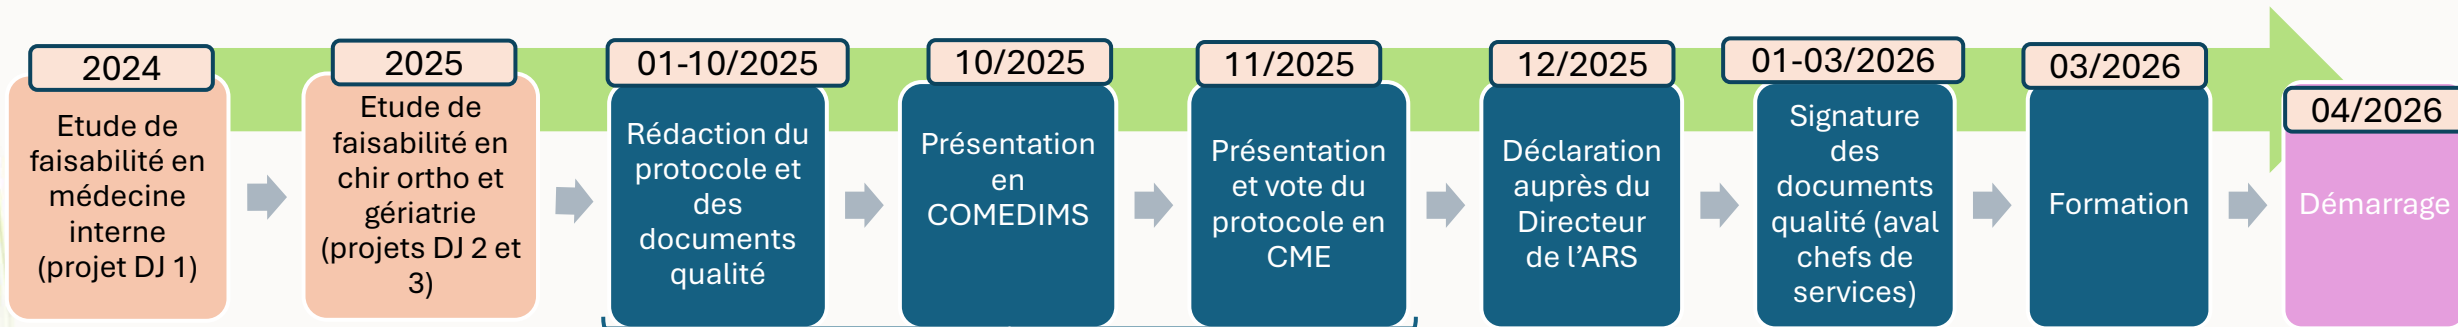 2024
Etude de
faisabilité en
médecine
interne
(projet DJ 1)
2025
Etude de
faisabilité en
chir ortho et
gériatrie
(projets DJ 2 et
3)
01-10/2025
Rédaction du
protocole et
des
documents
qualité
10/2025
Présentation
en
COMEDIMS
11/2025
Présentation
et vote du
protocole en
CME
12/2025
Déclaration
auprès du
Directeur
de l’ARS
01-03/2026
Signature
des
documents
qualité (aval
chefs de
services)
03/2026
Formation
04/2026
Démarrage